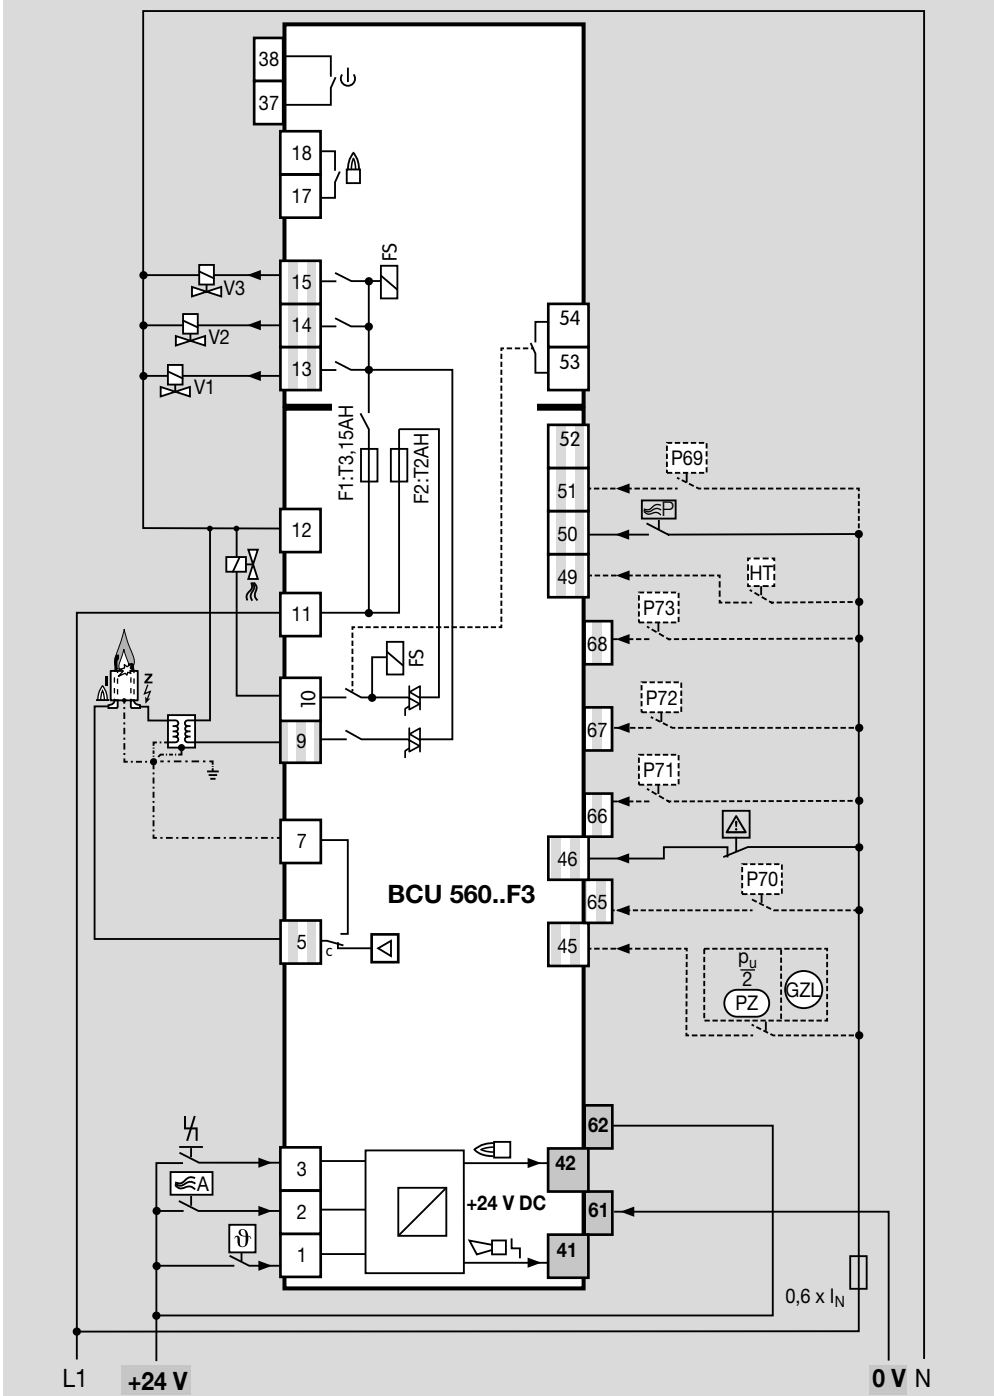 38
37
18
17
FS
15
V3
14
V2
13
V1
54
53
F1:T3,15AH
F2:T2AH
52
P69
51
P
50
12
49
HT
P73
11
68
FS
Z
10
P72
67
9
P71
66
7
46
BCU 560..F3
P70
65
5
c
45
pu
2
PZ
GZL
62
3
42
A
2
+24 V DC
61
ϑ
1
41
0,6 x IN
L1
+24 V
0 V
N